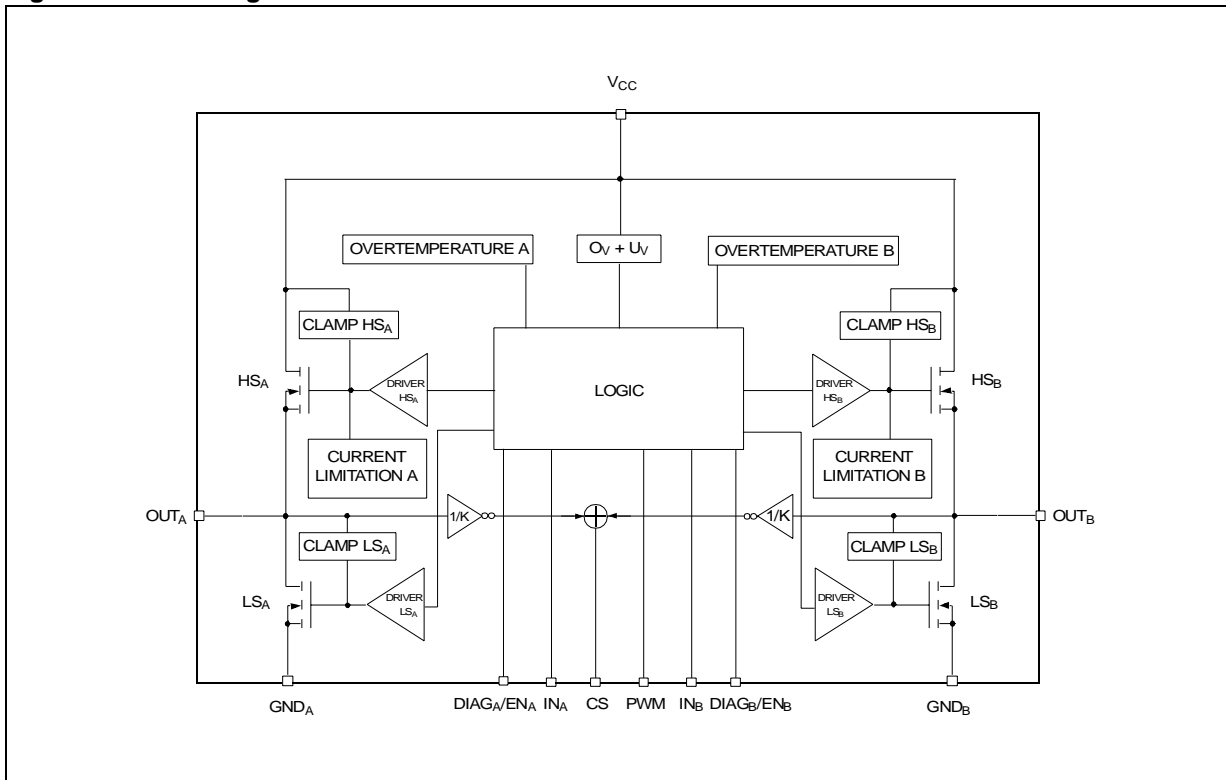 VCC
OVERTEMPERATURE A
OV + UV
OVERTEMPERATURE B
CLAMP HSA
CLAMP HSB
HSA
DRIVER
HSA
LOGIC
DRIVER
HSB
HSB
CURRENT
LIMITATION A
CURRENT
LIMITATION B
OUTA
1/K
1/K
OUTB
CLAMP LSA
CLAMP LSB
LSA
DRIVER
LSA
DRIVER
LSB
LSB
GNDA
DIAGA/ENA
INA
CS
PWM
INB
DIAGB/ENB
GNDB